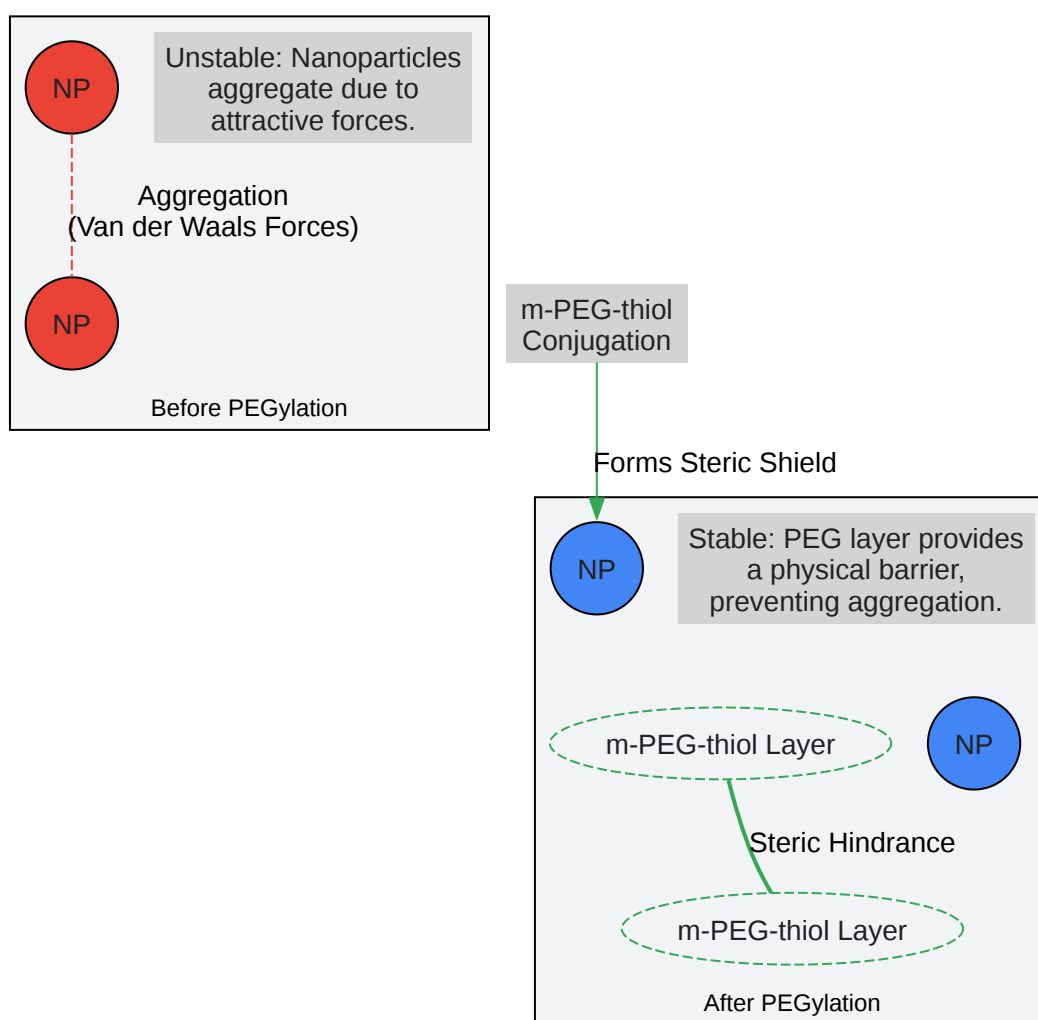 NP
Unstable: Nanoparticles
aggregate due to
attractive forces.
Aggregation
(Van der Waals Forces)
NP
Before PEGylation
m-PEG-thiol
Conjugation
Forms Steric Shield
NP
Stable: PEG layer provides
a physical barrier,
preventing aggregation.
m-PEG-thiol Layer
NP
Steric Hindrance
m-PEG-thiol Layer
After PEGylation